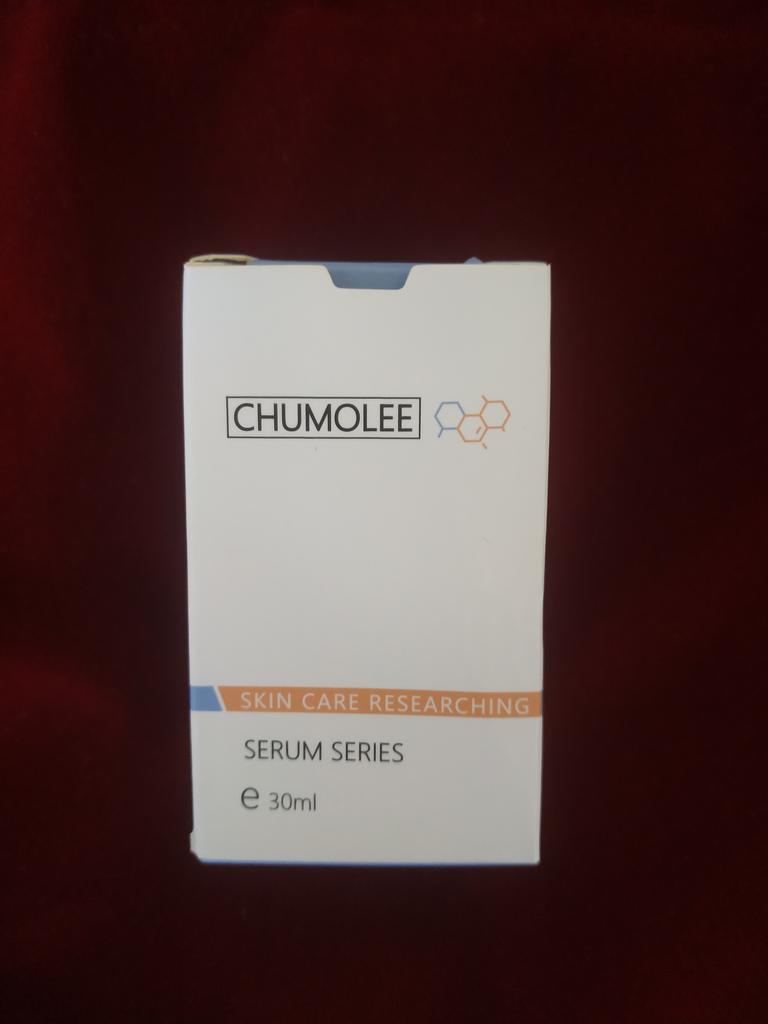 CHUMOLEE
SKIN CARE RESEARCHING
SERUM SERIES
e 30ml